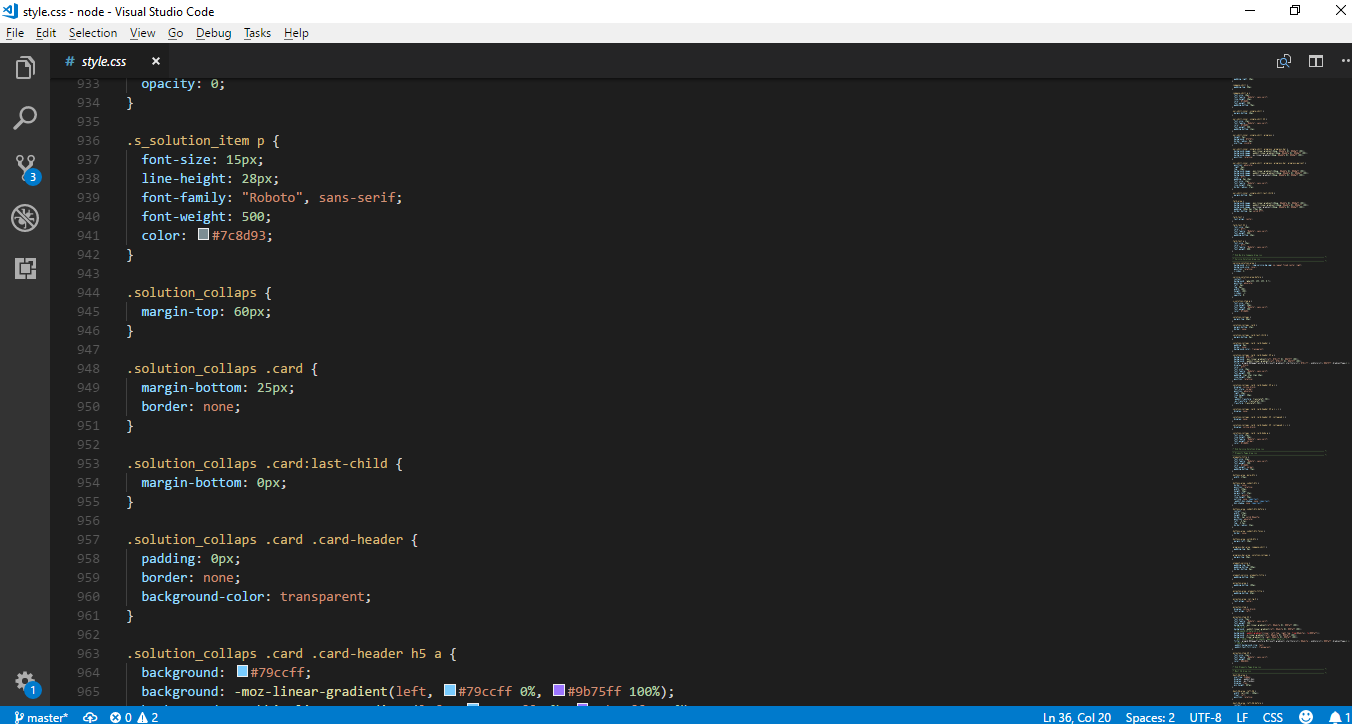 style.css - node - Visual Studio Code
File Edit Selection View Go Debug Tasks Help
# style.css ×
933 opacity: 0;
934 }
935
936 .s_solution_item p {
937 font-size: 15px;
938 line-height: 28px;
939 font-family: "Roboto", sans-serif;
940 font-weight: 500;
941 color: #7c8d93;
942 }
943
944 .solution_collaps {
945 margin-top: 60px;
946 }
947
948 .solution_collaps .card {
949 margin-bottom: 25px;
950 border: none;
951 }
952
953 .solution_collaps .card:last-child {
954 margin-bottom: 0px;
955 }
956
957 .solution_collaps .card .card-header {
958 padding: 0px;
959 border: none;
960 background-color: transparent;
961 }
962
963 .solution_collaps .card .card-header h5 a {
964 background: #79ccff;
965 background: -moz-linear-gradient(left, #79ccff 0%, #9b75ff 100%);
3
1
master* 0 2 Ln 36, Col 20 Spaces: 2 UTF-8 LF CSS 1